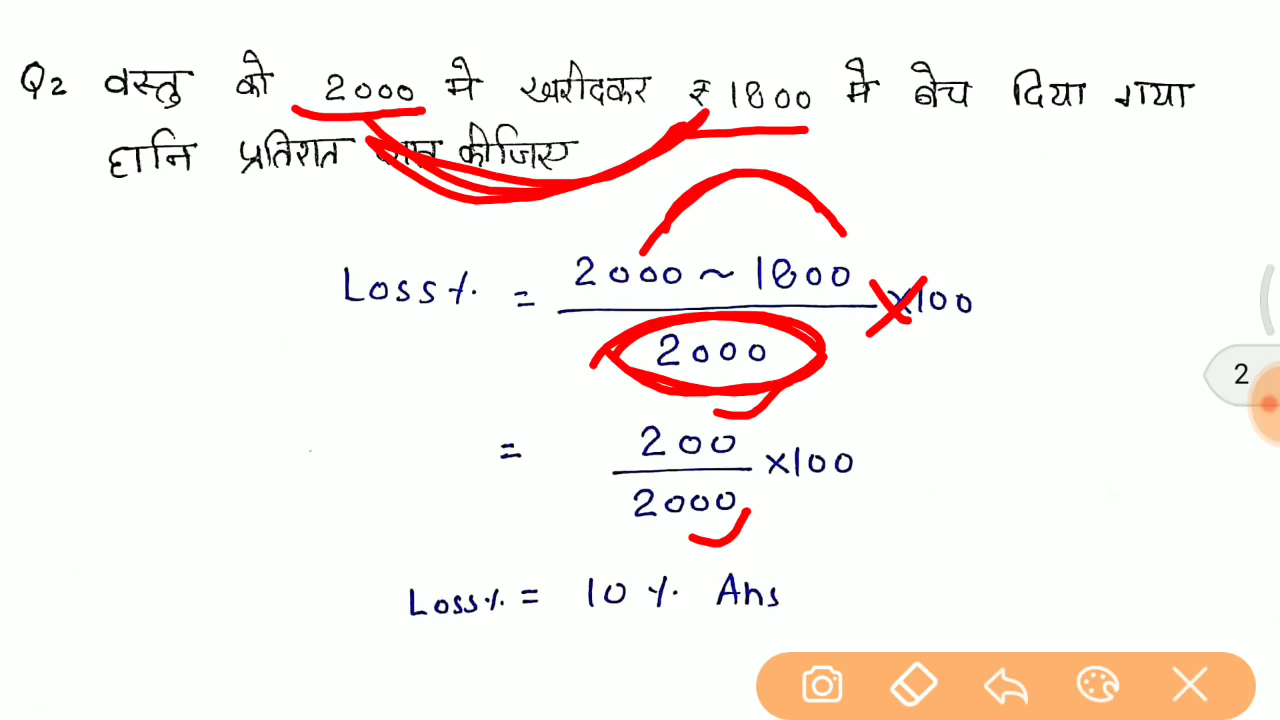 Q2 वस्तु को 2000 मे खरीदकर ₹1800 मे बेच दिया गया
हानि प्रतिशत ज्ञात कीजिए
Loss% = 2000 ~ 1800 / 2000 ×100
= 200 / 2000 ×100
Loss% = 10% Ans
2